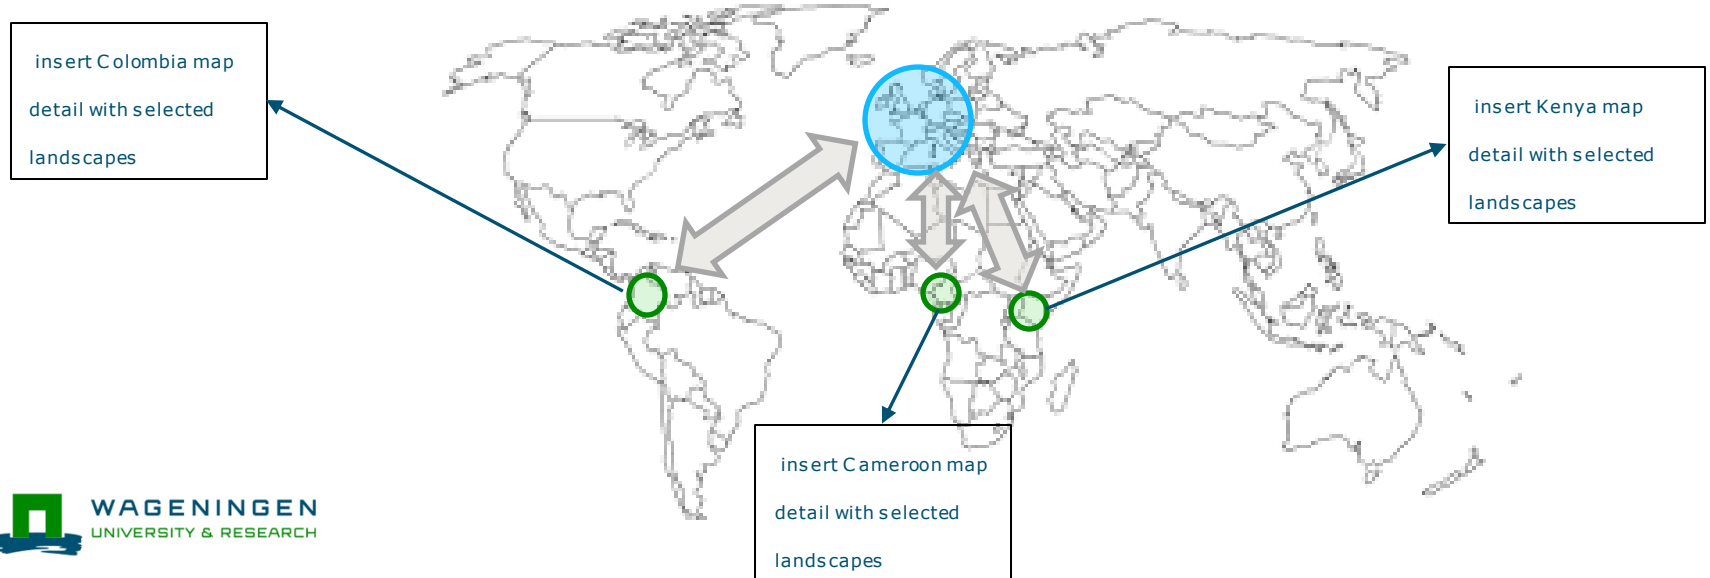 insert Colombia map
detail with selected
landscapes
insert Kenya map
detail with selected
landscapes
insert Cameroon map
detail with selected
landscapes
WAGENINGEN
UNIVERSITY & RESEARCH